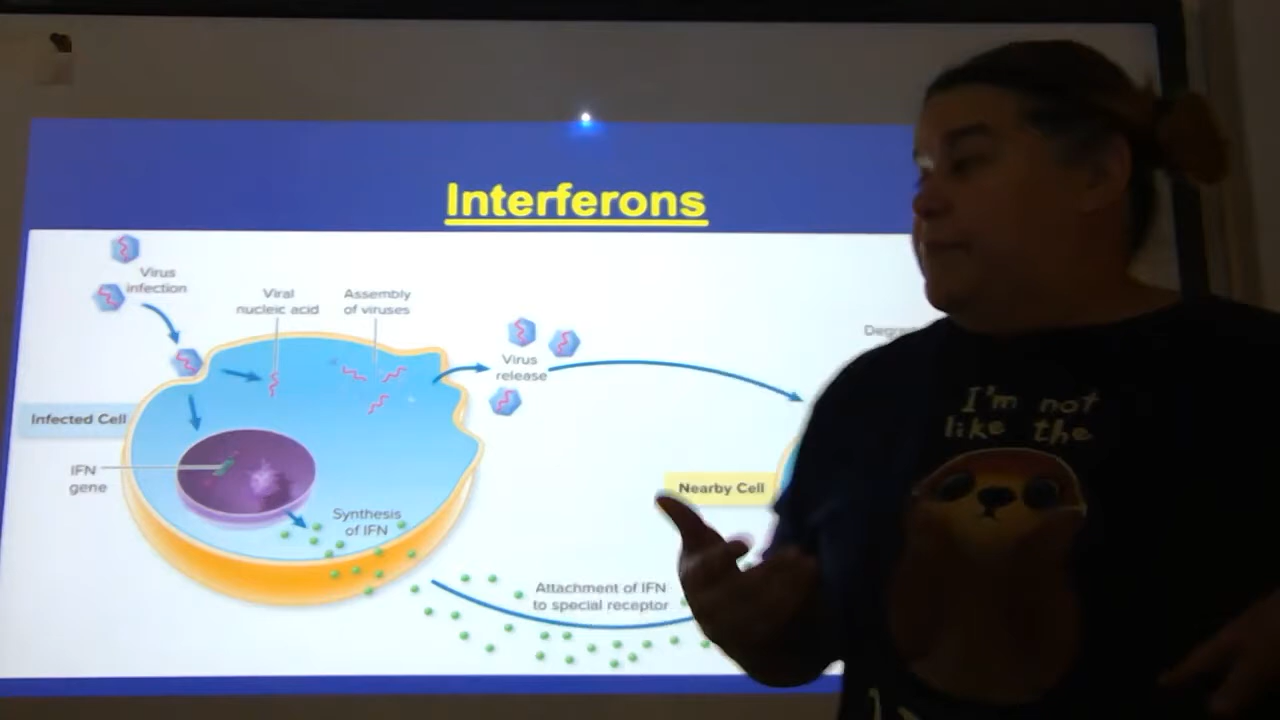 Interferons
Virus
infection
Viral
nucleic acid
Assembly
of viruses
Virus
release
Infected Cell
IFN
gene
Synthesis
of IFN
Nearby Cell
Attachment of IFN
to special receptor
I'm not
like the